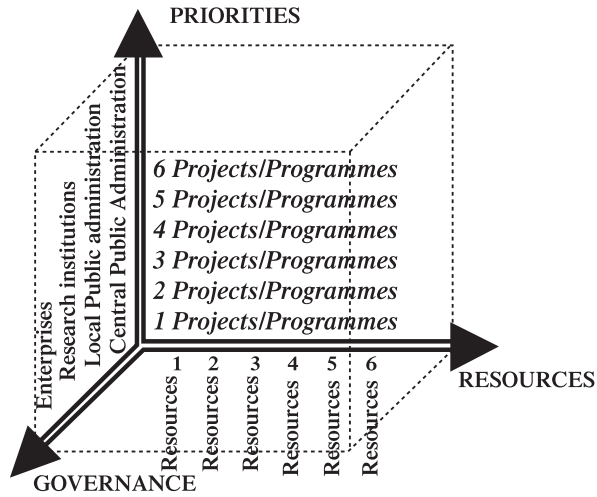 PRIORITIES
Enterprises
Research institutions
Local Public administration
Central Public Administration
6 Projects/Programmes
5 Projects/Programmes
4 Projects/Programmes
3 Projects/Programmes
2 Projects/Programmes
1 Projects/Programmes
Resources 1
Resources 2
Resources 3
Resources 4
Resources 5
Resources 6
RESOURCES
GOVERNANCE